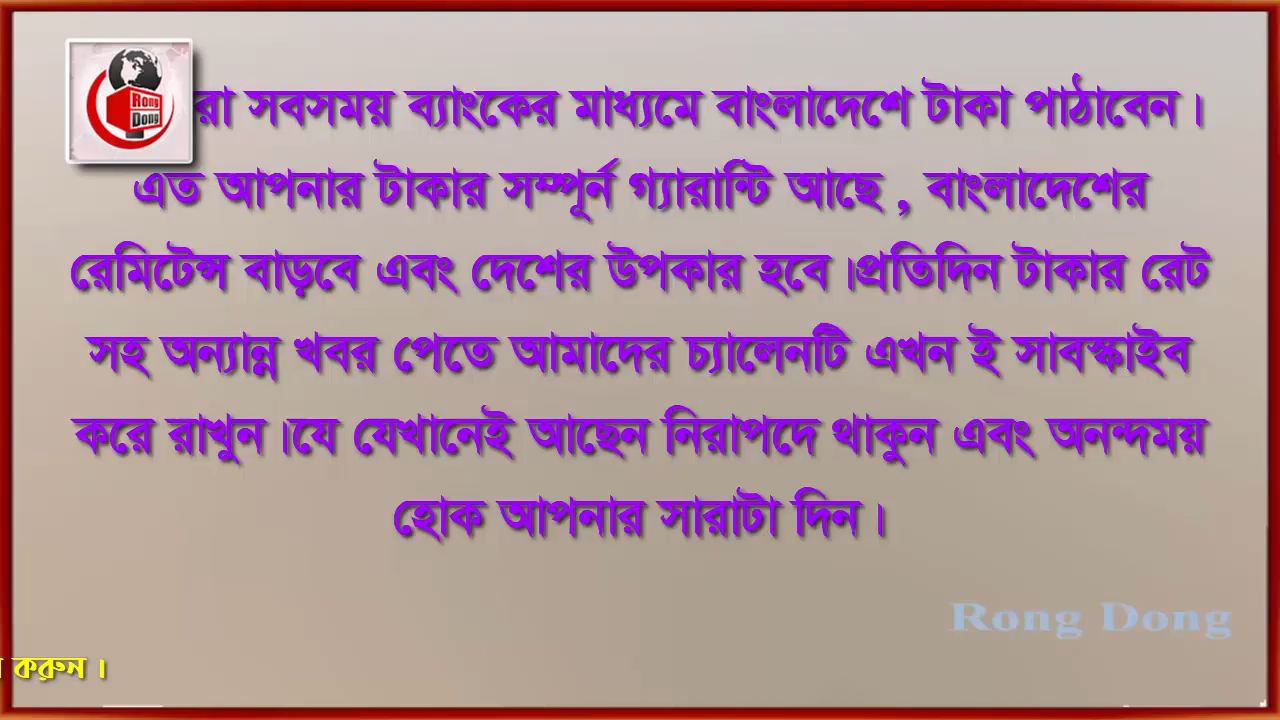 Rong
Dong
রা সবসময় ব্যাংকের মাধ্যমে বাংলাদেশে টাকা পাঠাবেন।
এত আপনার টাকার সম্পূর্ন গ্যারান্টি আছে , বাংলাদেশের
রেমিটেন্স বাড়বে এবং দেশের উপকার হবে।প্রতিদিন টাকার রেট
সহ অন্যান্ন খবর পেতে আমাদের চ্যালেনটি এখন ই সাবস্কাইব
করে রাখুন।যে যেখানেই আছেন নিরাপদে থাকুন এবং অনন্দময়
হোক আপনার সারাটা দিন।
Rong Dong
করুন।